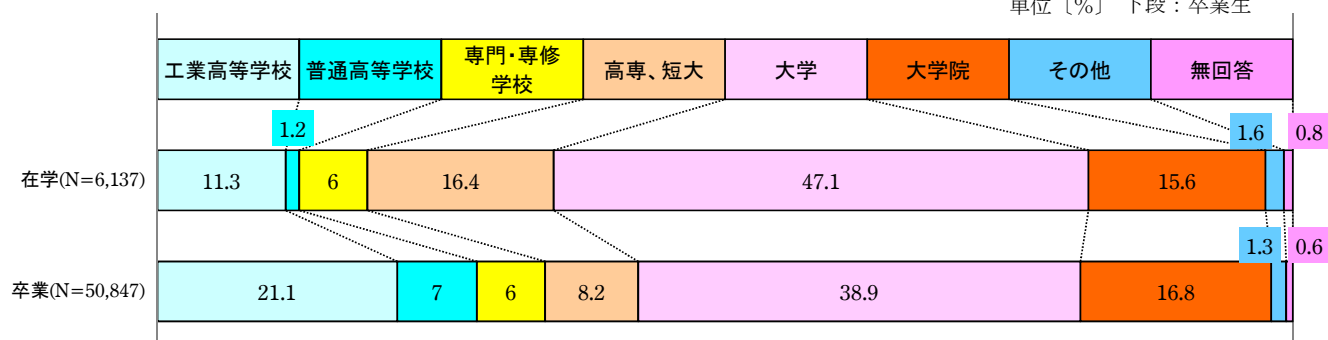 単位〔%〕 下段：卒業生
工業高等学校 普通高等学校 専門・専修 高専、短大 大学 大学院 その他 無回答
学校
1.2 1.6 0.8
在学(N=6,137) 11.3 6 16.4 47.1 15.6
1.3 0.6
卒業(N=50,847) 21.1 7 6 8.2 38.9 16.8